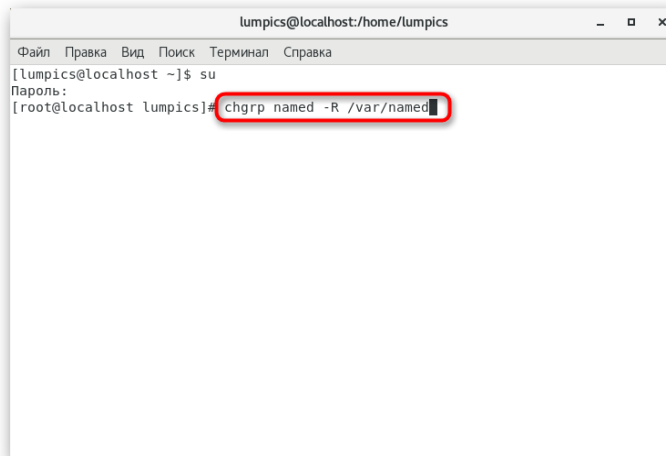 lumpics@localhost:/home/lumpics
Файл Правка Вид Поиск Терминал Справка
[lumpics@localhost ~]$ su
Пароль:
[root@localhost lumpics]# chgrp named -R /var/named